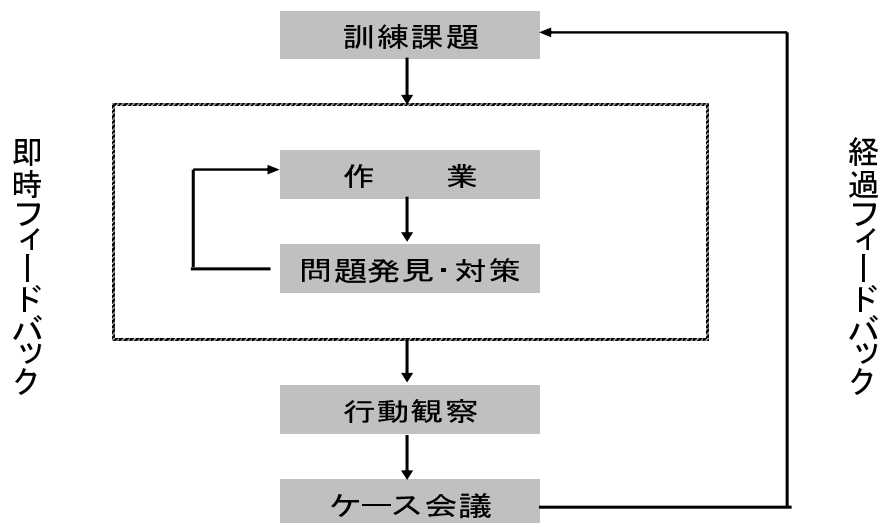 訓練課題
即時フィードバック
経過フィードバック
作　業
問題発見・対策
行動観察
ケース会議